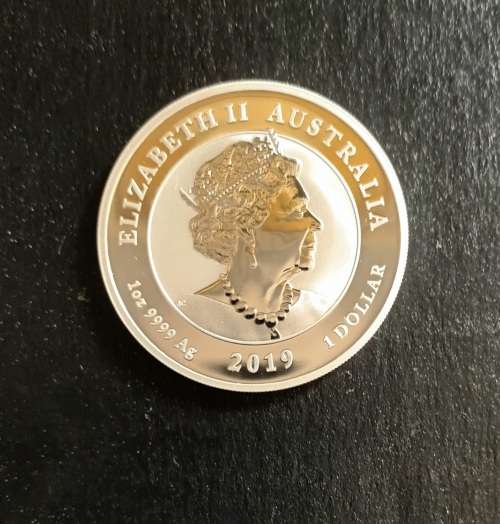 ELIZABETH II AUSTRALIA
1oz 9999 Ag
2019
1 DOLLAR